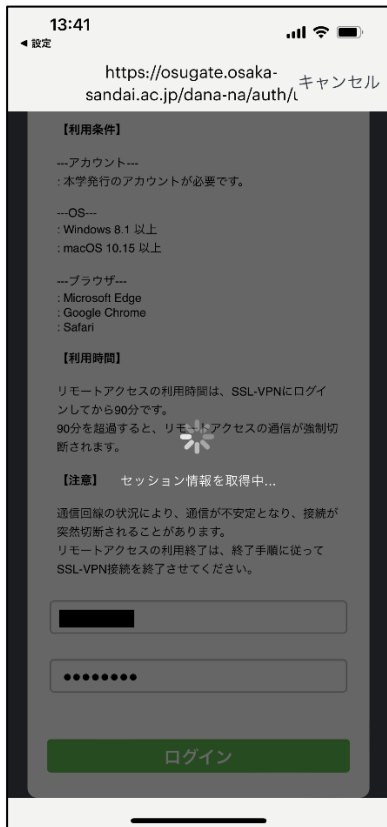 13:41
◀ 設定
https://osugate.osaka-
sandai.ac.jp/dana-na/auth/u
キャンセル
【利用条件】
---アカウント---
: 本学発行のアカウントが必要です。
---OS---
: Windows 8.1 以上
: macOS 10.15 以上
---ブラウザ---
: Microsoft Edge
: Google Chrome
: Safari
【利用時間】
リモートアクセスの利用時間は、SSL-VPNにログイ
ンしてから90分です。
90分を超過すると、リモートアクセスの通信が強制切
断されます。
【注意】
セッション情報を取得中...
通信回線の状況により、通信が不安定となり、接続が
突然切断されることがあります。
リモートアクセスの利用終了は、終了手順に従って
SSL-VPN接続を終了させてください。
●●●●●●●●
ログイン